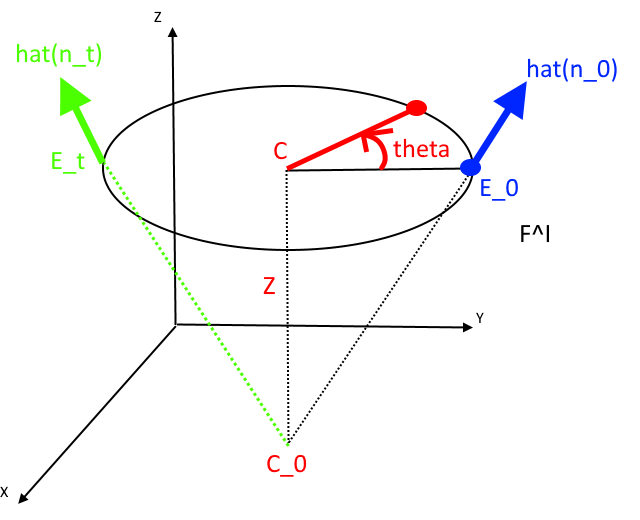 Z
hat(n_t)
hat(n_0)
E_t
C
theta
E_0
F^I
Z
Y
C_0
X